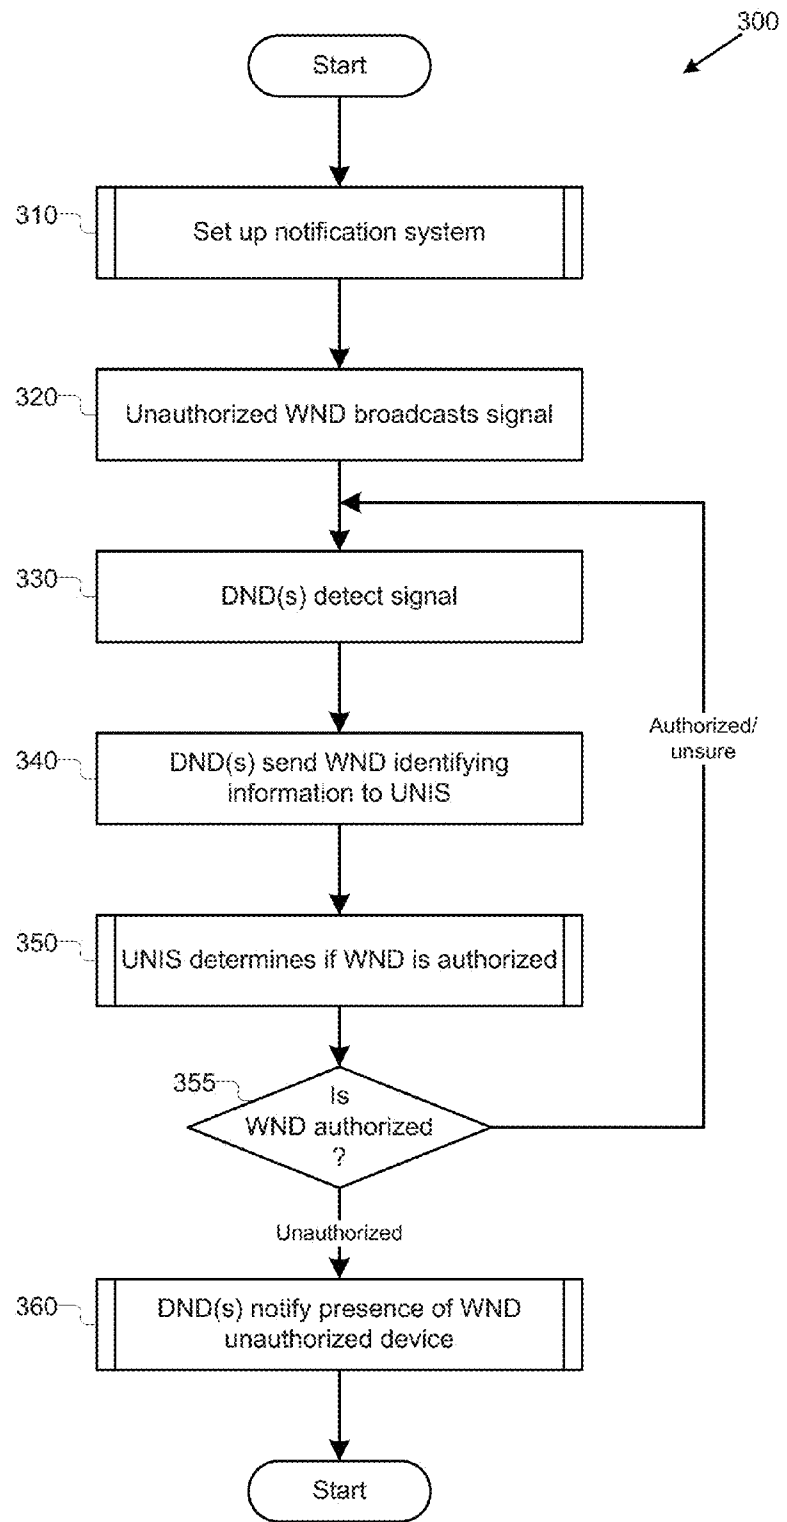 300
Start
310
Set up notification system
320
Unauthorized WND broadcasts signal
330
DND(s) detect signal
Authorized/
unsure
340
DND(s) send WND identifying
information to UNIS
350
UNIS determines if WND is authorized
355
Is
WND authorized
?
Unauthorized
360
DND(s) notify presence of WND
unauthorized device
Start